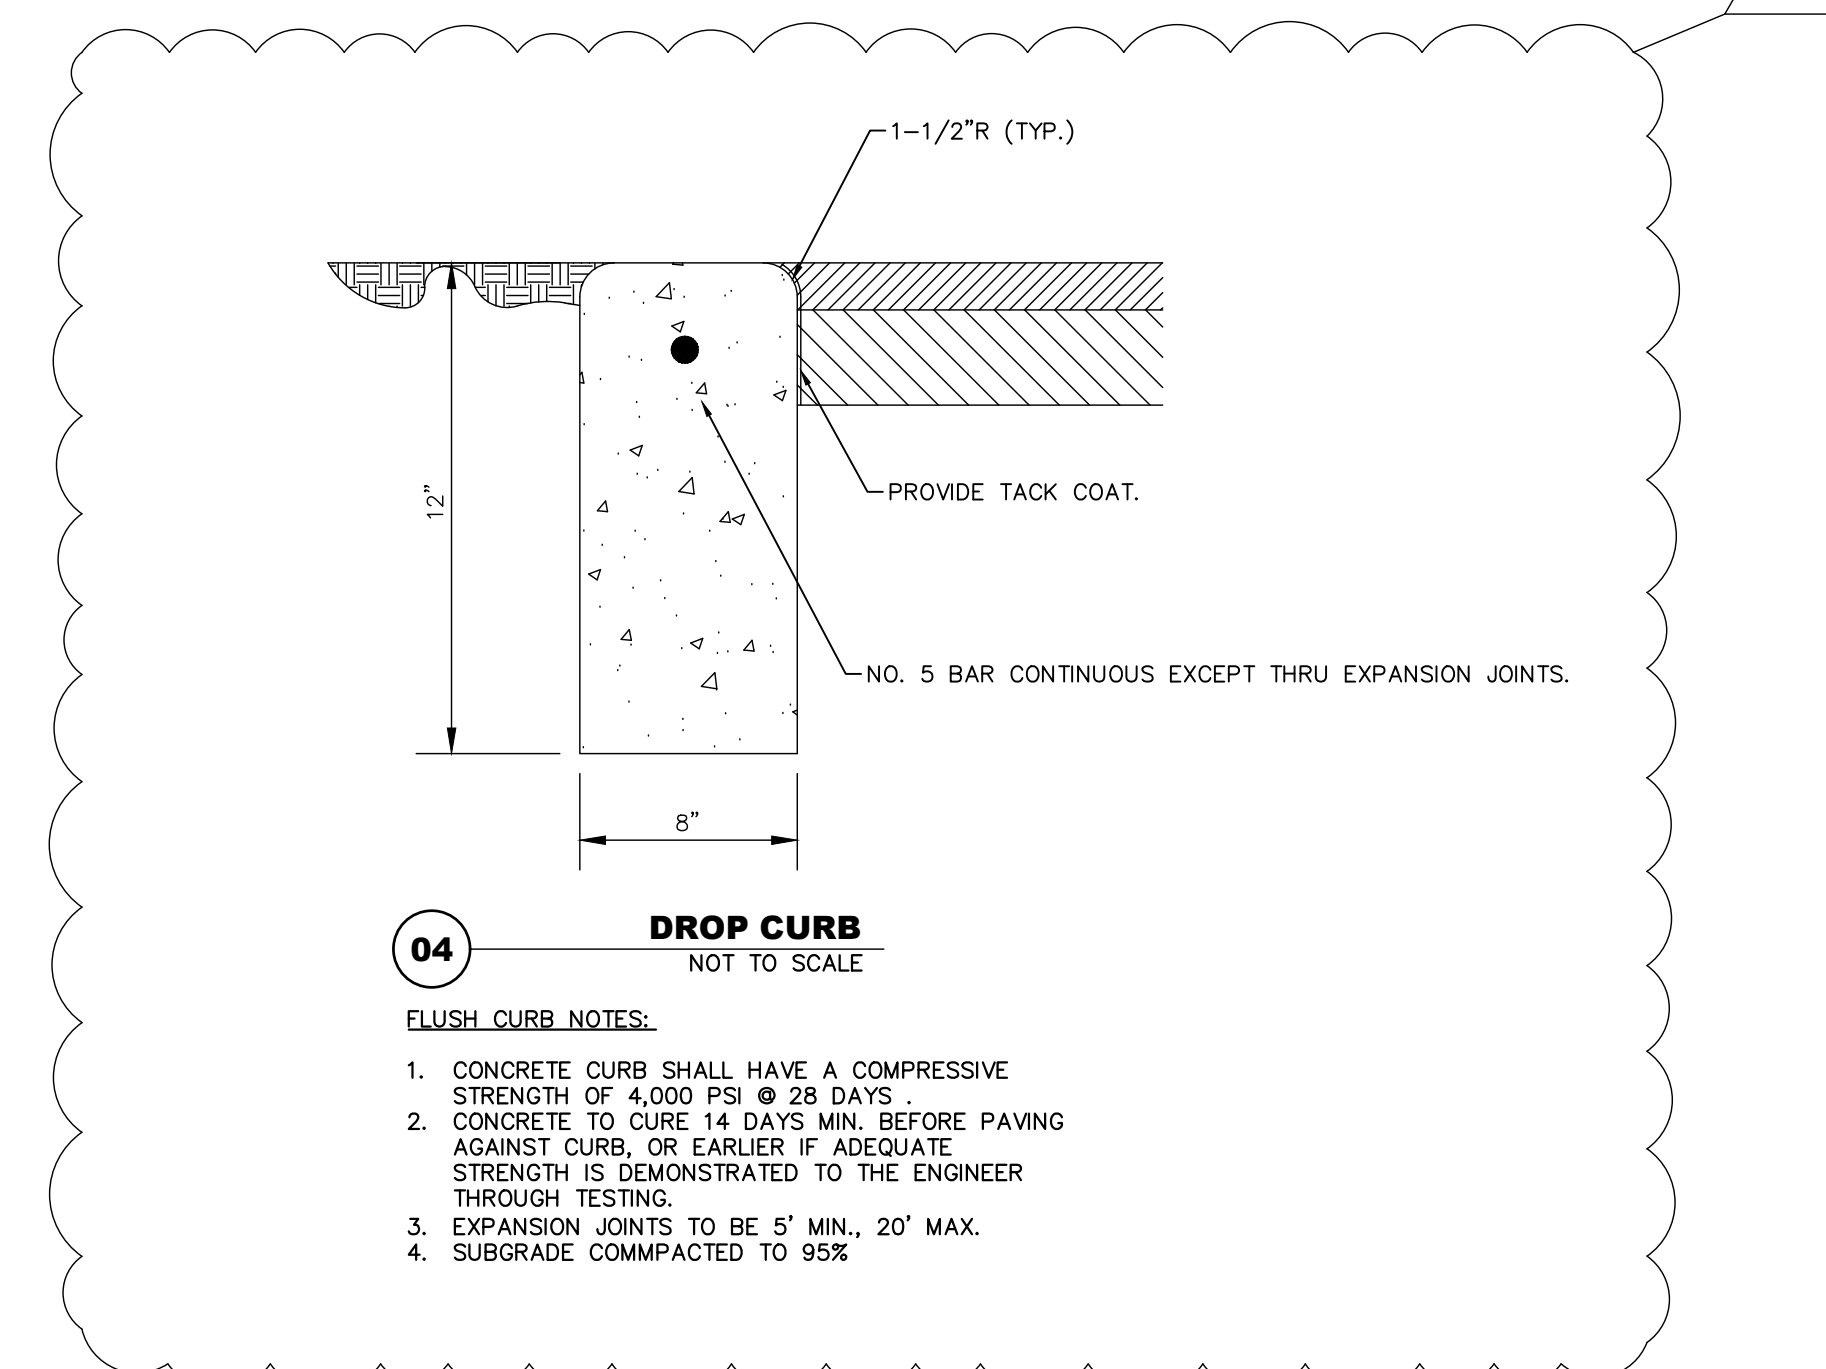 1-1/2"R (TYP.)
12"
PROVIDE TACK COAT.
NO. 5 BAR CONTINUOUS EXCEPT THRU EXPANSION JOINTS.
8"
04
DROP CURB
NOT TO SCALE
FLUSH CURB NOTES:
1. CONCRETE CURB SHALL HAVE A COMPRESSIVE
STRENGTH OF 4,000 PSI @ 28 DAYS .
2. CONCRETE TO CURE 14 DAYS MIN. BEFORE PAVING
AGAINST CURB, OR EARLIER IF ADEQUATE
STRENGTH IS DEMONSTRATED TO THE ENGINEER
THROUGH TESTING.
3. EXPANSION JOINTS TO BE 5' MIN., 20' MAX.
4. SUBGRADE COMMPACTED TO 95%